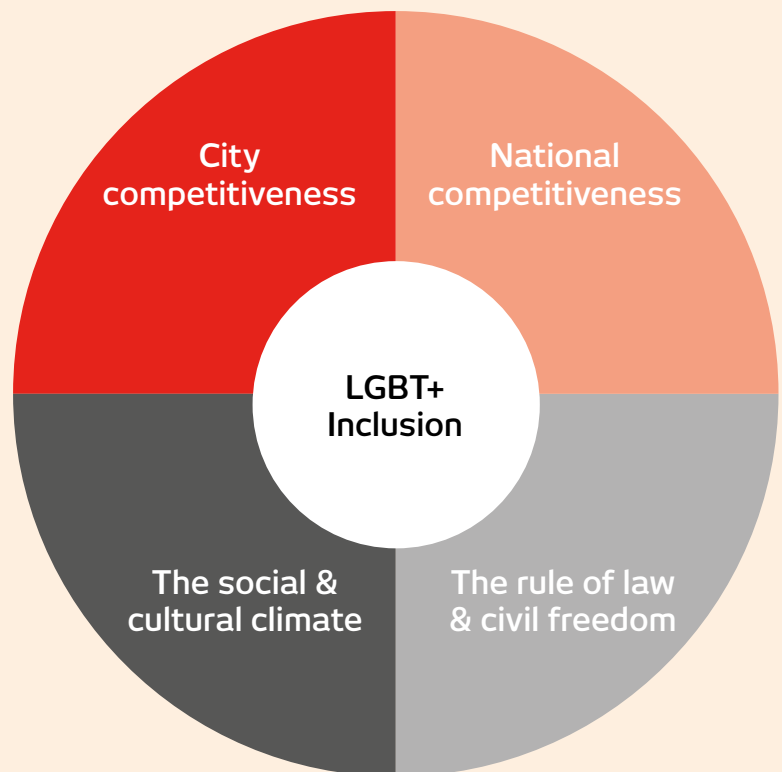 City
competitiveness
National
competitiveness
LGBT+
Inclusion
The social &
cultural climate
The rule of law
& civil freedom